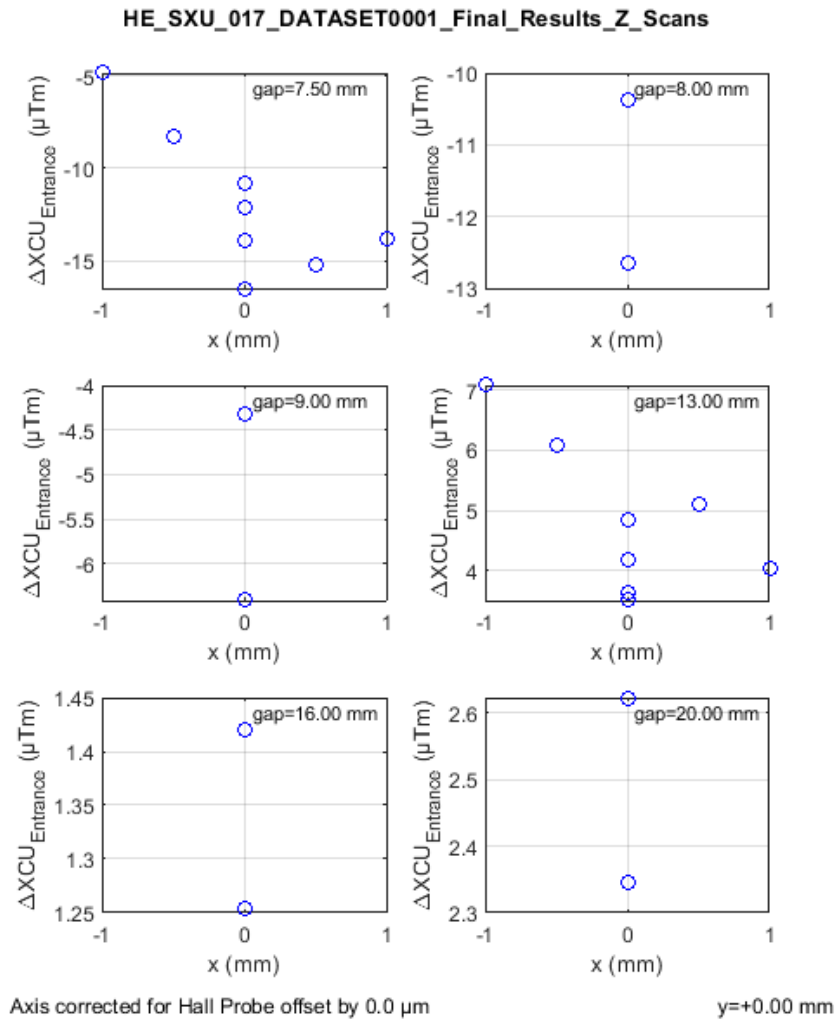 HE_SXU_017_DATASET0001_Final_Results_Z_Scans
gap=7.50 mm
ΔXCU_Entrance (µTm)
-5
-10
-15
-1 0 1
x (mm)
gap=8.00 mm
ΔXCU_Entrance (µTm)
-10
-11
-12
-13
-1 0 1
x (mm)
gap=9.00 mm
ΔXCU_Entrance (µTm)
-4
-4.5
-5
-5.5
-6
-1 0 1
x (mm)
gap=13.00 mm
ΔXCU_Entrance (µTm)
7
6
5
4
-1 0 1
x (mm)
gap=16.00 mm
ΔXCU_Entrance (µTm)
1.45
1.4
1.35
1.3
1.25
-1 0 1
x (mm)
gap=20.00 mm
ΔXCU_Entrance (µTm)
2.6
2.5
2.4
2.3
-1 0 1
x (mm)
Axis corrected for Hall Probe offset by 0.0 µm
y=+0.00 mm